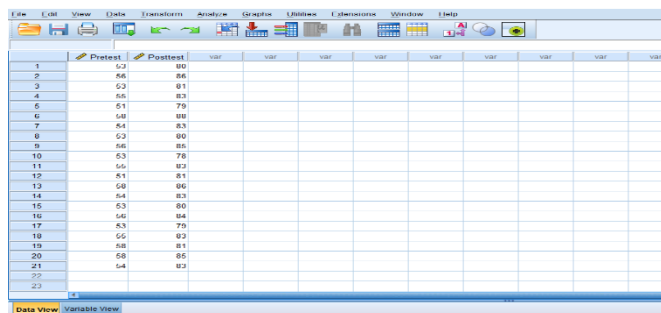 File Edit View Data Transform Analyze Graphs Utilities Extensions Window Help
Pretest Posttest var var var var var var var var
1 53 80
2 56 86
3 53 81
4 55 83
5 51 79
6 58 88
7 54 83
8 53 80
9 56 85
10 53 78
11 55 83
12 51 81
13 58 86
14 54 83
15 53 80
16 56 84
17 53 79
18 55 83
19 58 81
20 58 85
21 54 83
22
23
Data View Variable View